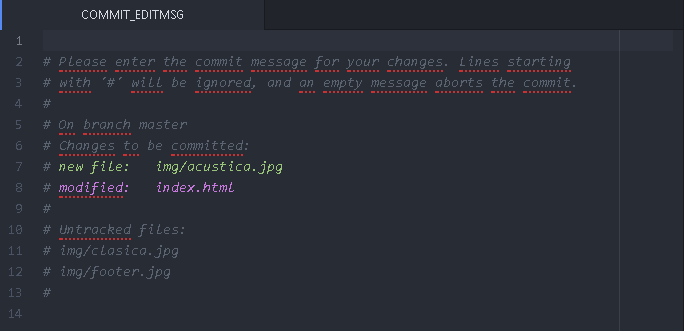 COMMIT_EDITMSG
1
2 # Please enter the commit message for your changes. Lines starting
3 # with '#' will be ignored, and an empty message aborts the commit.
4 #
5 # On branch master
6 # Changes to be committed:
7 # new file:   img/acustica.jpg
8 # modified:   index.html
9 #
10 # Untracked files:
11 # img/clasica.jpg
12 # img/footer.jpg
13 #
14